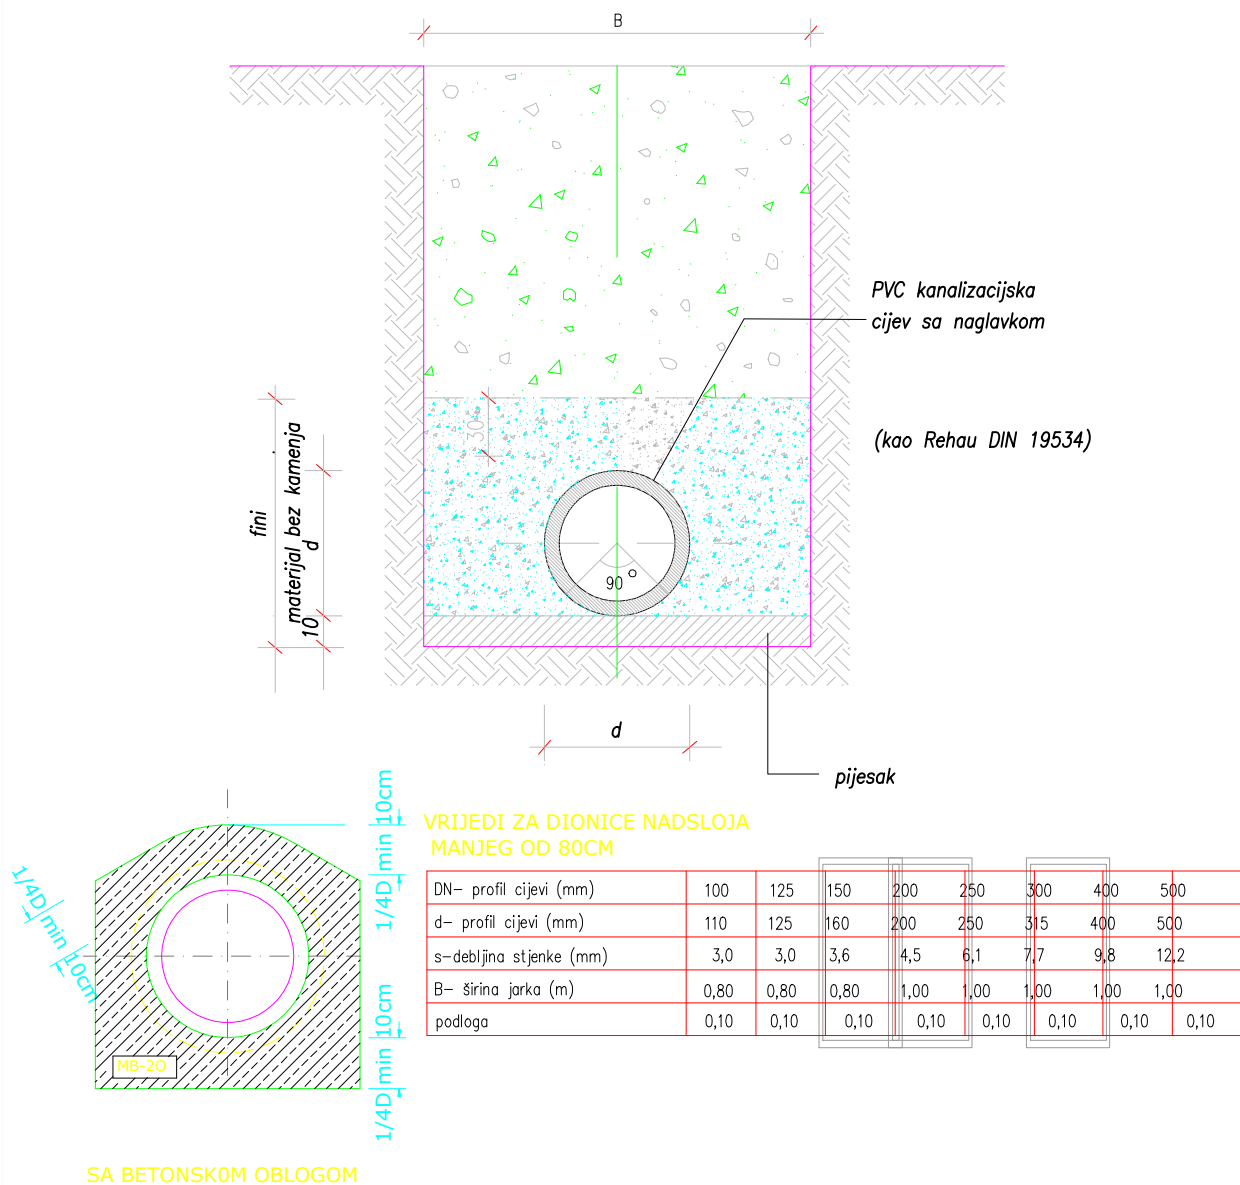 B
PVC kanalizacijska
cijev sa naglavkom
(kao Rehau DIN 19534)
30
fini
materijal bez kamenja
d
10
90°
d
pijesak
1/4D min 10cm
1/4D min 10cm
1/4D min 10cm
MB-20
SA BETONSKOM OBLOGOM
VRIJEDI ZA DIONICE NADSLOJA
MANJEG OD 80CM
DN- profil cijevi (mm) 100 125 150 200 250 300 400 500
d- profil cijevi (mm) 110 125 160 200 250 315 400 500
s-debljina stjenke (mm) 3,0 3,0 3,6 4,5 6,1 7,7 9,8 12,2
B- širina jarka (m) 0,80 0,80 0,80 1,00 1,00 1,00 1,00 1,00
podloga 0,10 0,10 0,10 0,10 0,10 0,10 0,10 0,10